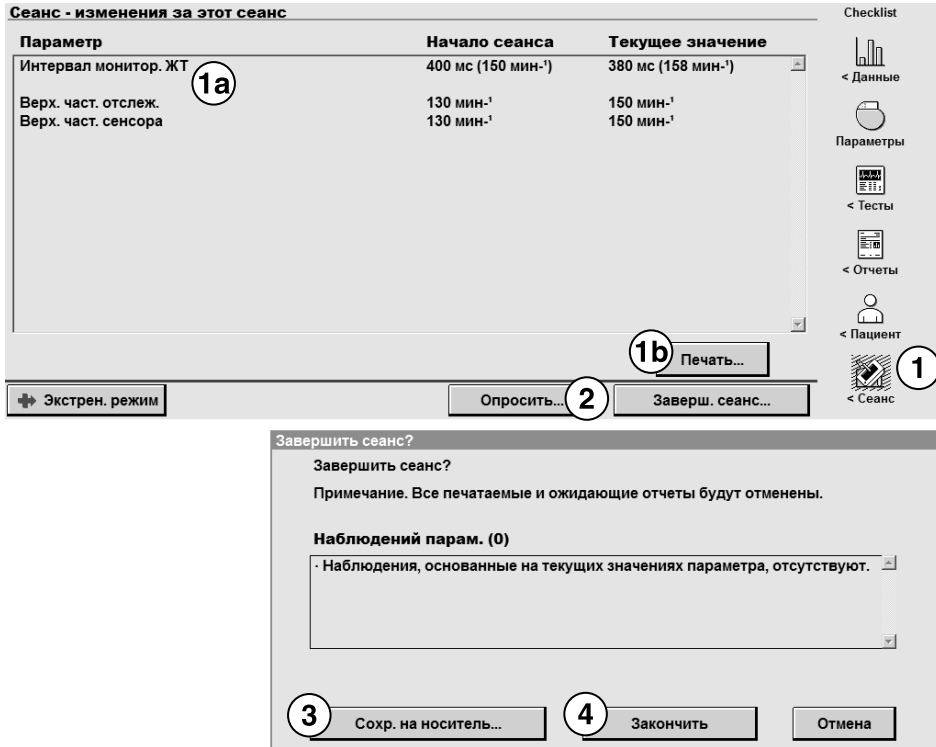 Сеанс - изменения за этот сеанс
Параметр Начало сеанса Текущее значение
Интервал монитор. ЖТ 400 мс (150 мин-¹) 380 мс (158 мин-¹)
1a
Верх. част. отслеж. 130 мин-¹ 150 мин-¹
Верх. част. сенсора 130 мин-¹ 150 мин-¹
1b Печать...
Экстрен. режим Опросить... 2 Заверш. сеанс...
Checklist
< Данные
Параметры
< Тесты
< Отчеты
< Пациент
1
< Сеанс
Завершить сеанс?
Завершить сеанс?
Примечание. Все печатаемые и ожидающие отчеты будут отменены.
Наблюдений парам. (0)
· Наблюдения, основанные на текущих значениях параметра, отсутствуют.
3 Сохр. на носитель... 4 Закончить Отмена